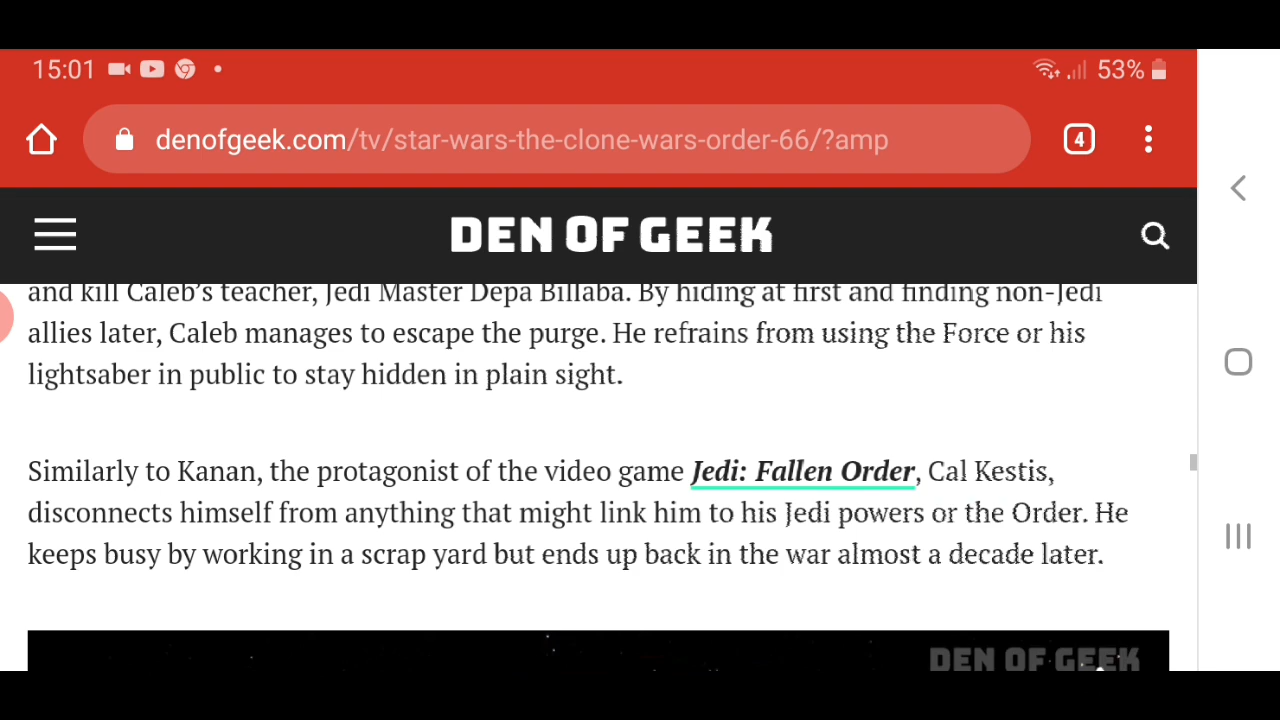 15:01 53%
denofgeek.com/tv/star-wars-the-clone-wars-order-66/?amp 4
DEN OF GEEK
and kill Caleb's teacher, Jedi Master Depa Billaba. By hiding at first and finding non-Jedi
allies later, Caleb manages to escape the purge. He refrains from using the Force or his
lightsaber in public to stay hidden in plain sight.
Similarly to Kanan, the protagonist of the video game Jedi: Fallen Order, Cal Kestis,
disconnects himself from anything that might link him to his Jedi powers or the Order. He
keeps busy by working in a scrap yard but ends up back in the war almost a decade later.
DEN OF GEEK